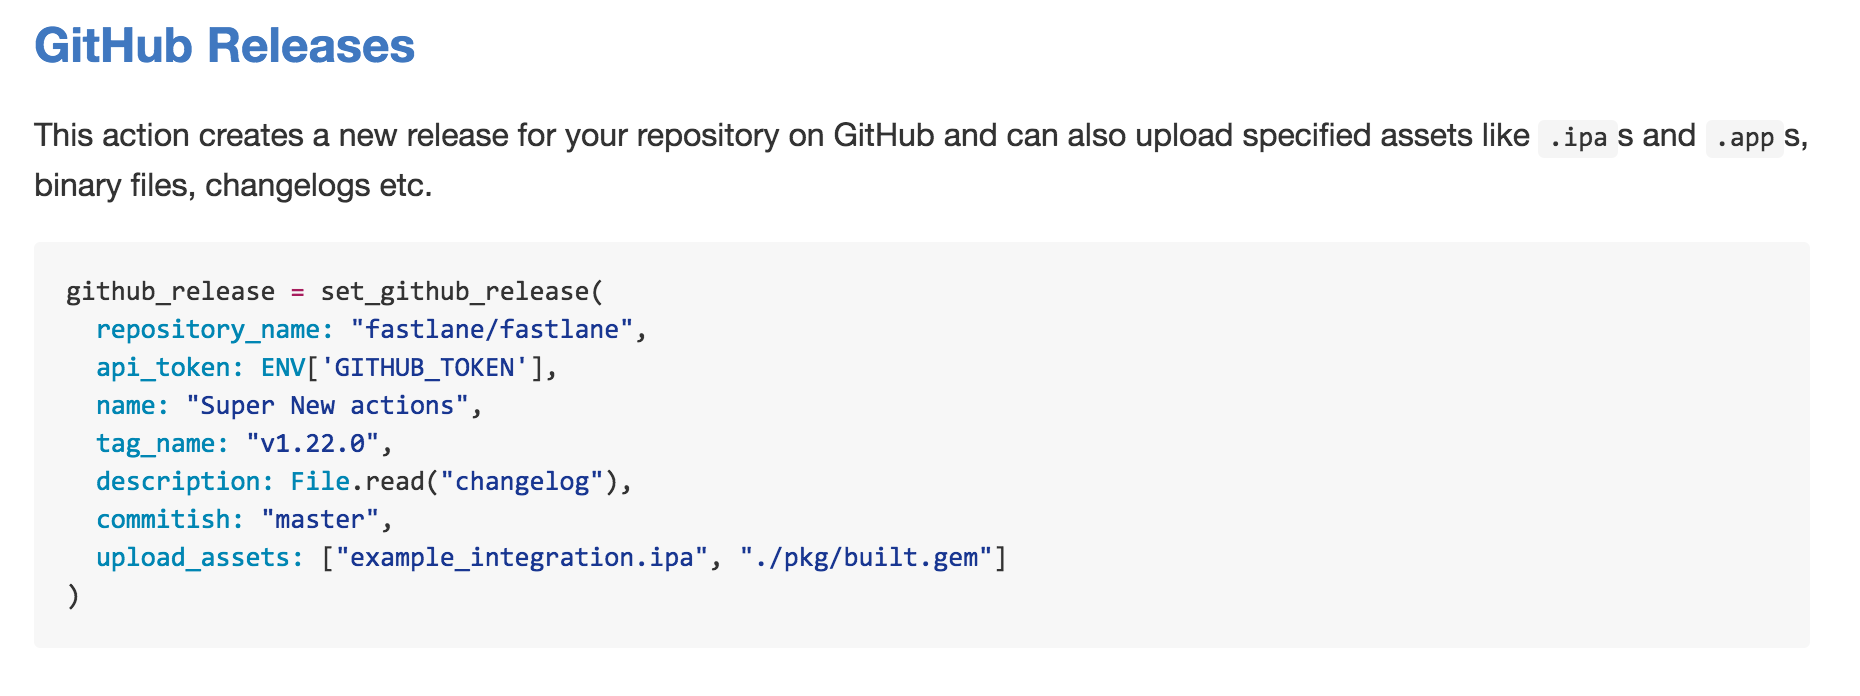 GitHub Releases
This action creates a new release for your repository on GitHub and can also upload specified assets like .ipa s and .app s,
binary files, changelogs etc.
github_release = set_github_release(
  repository_name: "fastlane/fastlane",
  api_token: ENV['GITHUB_TOKEN'],
  name: "Super New actions",
  tag_name: "v1.22.0",
  description: File.read("changelog"),
  commitish: "master",
  upload_assets: ["example_integration.ipa", "./pkg/built.gem"]
)